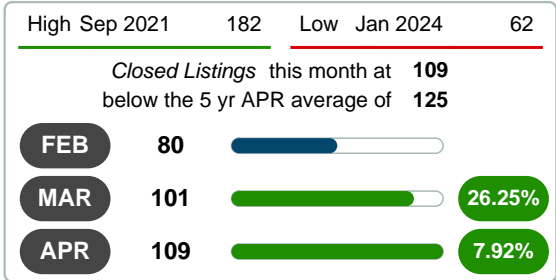 High Sep 2021 182 Low Jan 2024 62
Closed Listings this month at 109
below the 5 yr APR average of 125
FEB 80
MAR 101 26.25%
APR 109 7.92%